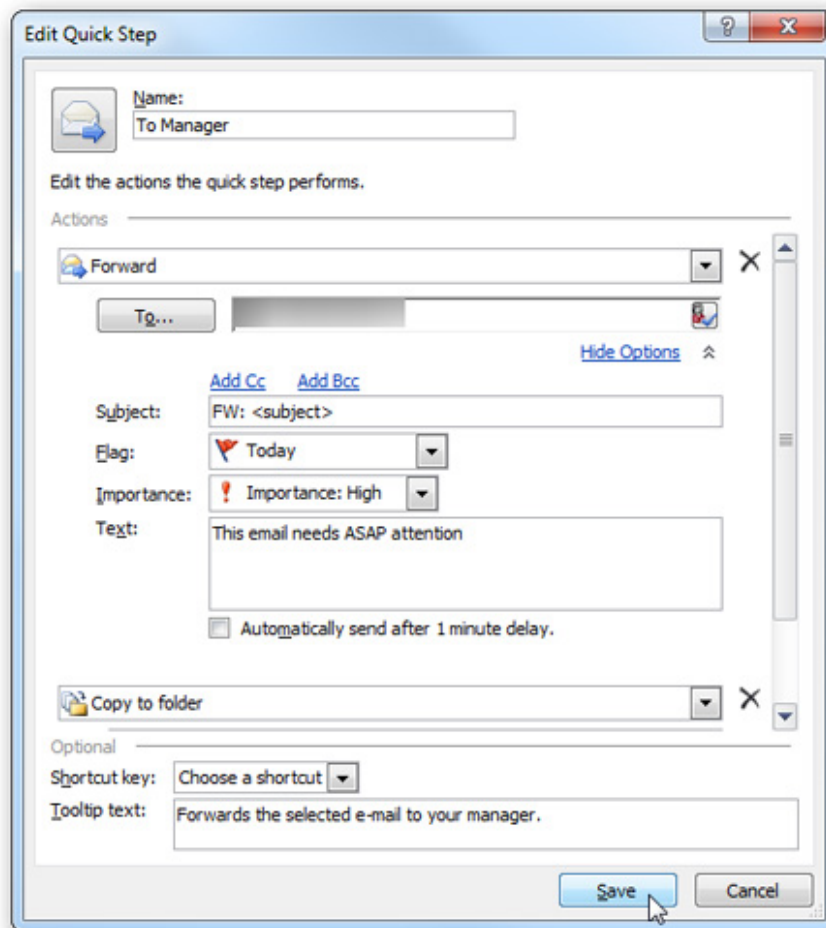 Edit Quick Step
Name:
To Manager
Edit the actions the quick step performs.
Actions
Forward
To...
Hide Options
Add Cc Add Bcc
Subject: FW: <subject>
Flag: Today
Importance: Importance: High
Text: This email needs ASAP attention
Automatically send after 1 minute delay.
Copy to folder
Optional
Shortcut key: Choose a shortcut
Tooltip text: Forwards the selected e-mail to your manager.
Save Cancel